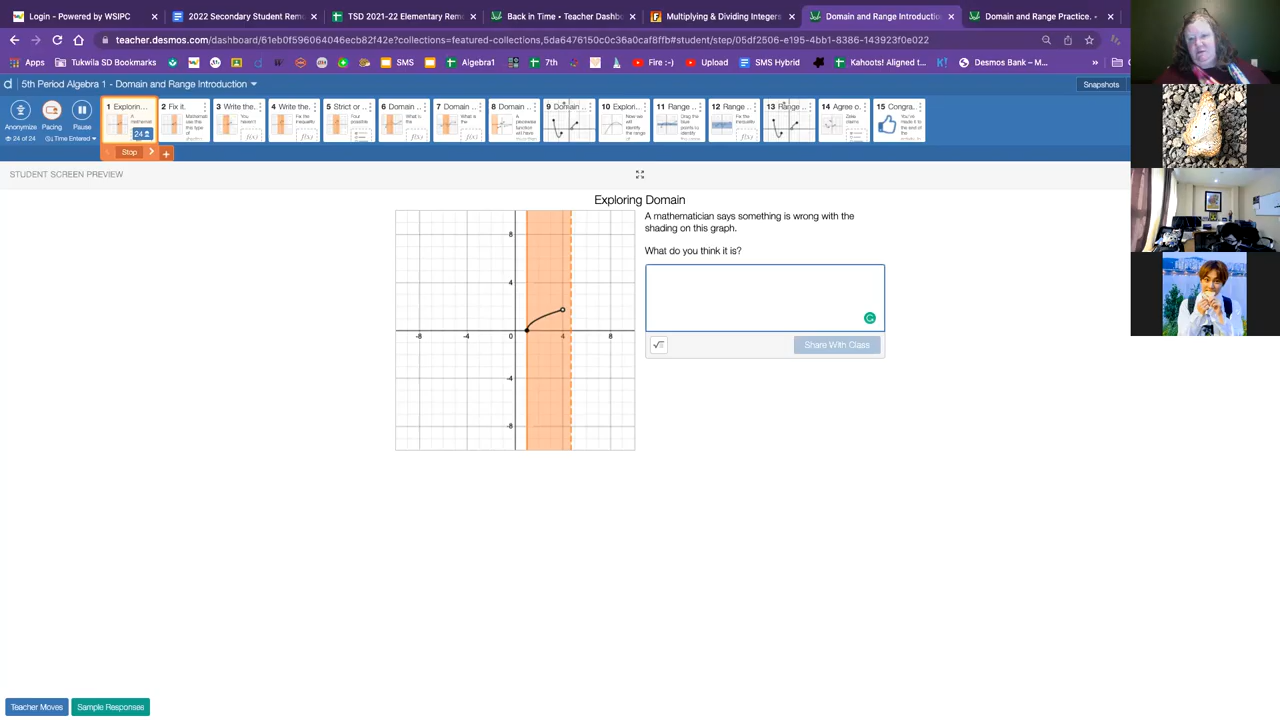 Login - Powered by WSIPC
2022 Secondary Student Remo
TSD 2021-22 Elementary Rem
Back in Time • Teacher Dashbo
Multiplying & Dividing Integers
Domain and Range Introduction
Domain and Range Practice. •
teacher.desmos.com/dashboard/61eb0f596064046ecb82f42e?collections=featured-collections,5da6476150c0c36a0caf8ffb#student/step/05df2506-e195-4bb1-8386-143923f0e022
Apps
Tukwila SD Bookmarks
SMS
Algebra1
7th
Fire :-)
Upload
SMS Hybrid
Kahoots! Aligned t...
Desmos Bank – M...
»
5th Period Algebra 1 - Domain and Range Introduction
Snapshots
Anonymize
Pacing
Pause
24 of 24
Time Entered
1 Explorin...
24
2 Fix it.
3 Write the.
4 Write the.
5 Strict or ..
6 Domain ..
7 Domain ..
8 Domain ..
9 Domain ..
10 Explori...
11 Range ..
12 Range ..
13 Range ..
14 Agree o.
15 Congra..
Stop
STUDENT SCREEN PREVIEW
Exploring Domain
A mathematician says something is wrong with the
shading on this graph.
What do you think it is?
8
4
-8
-4
0
4
8
-4
-8
Share With Class
Teacher Moves
Sample Responses